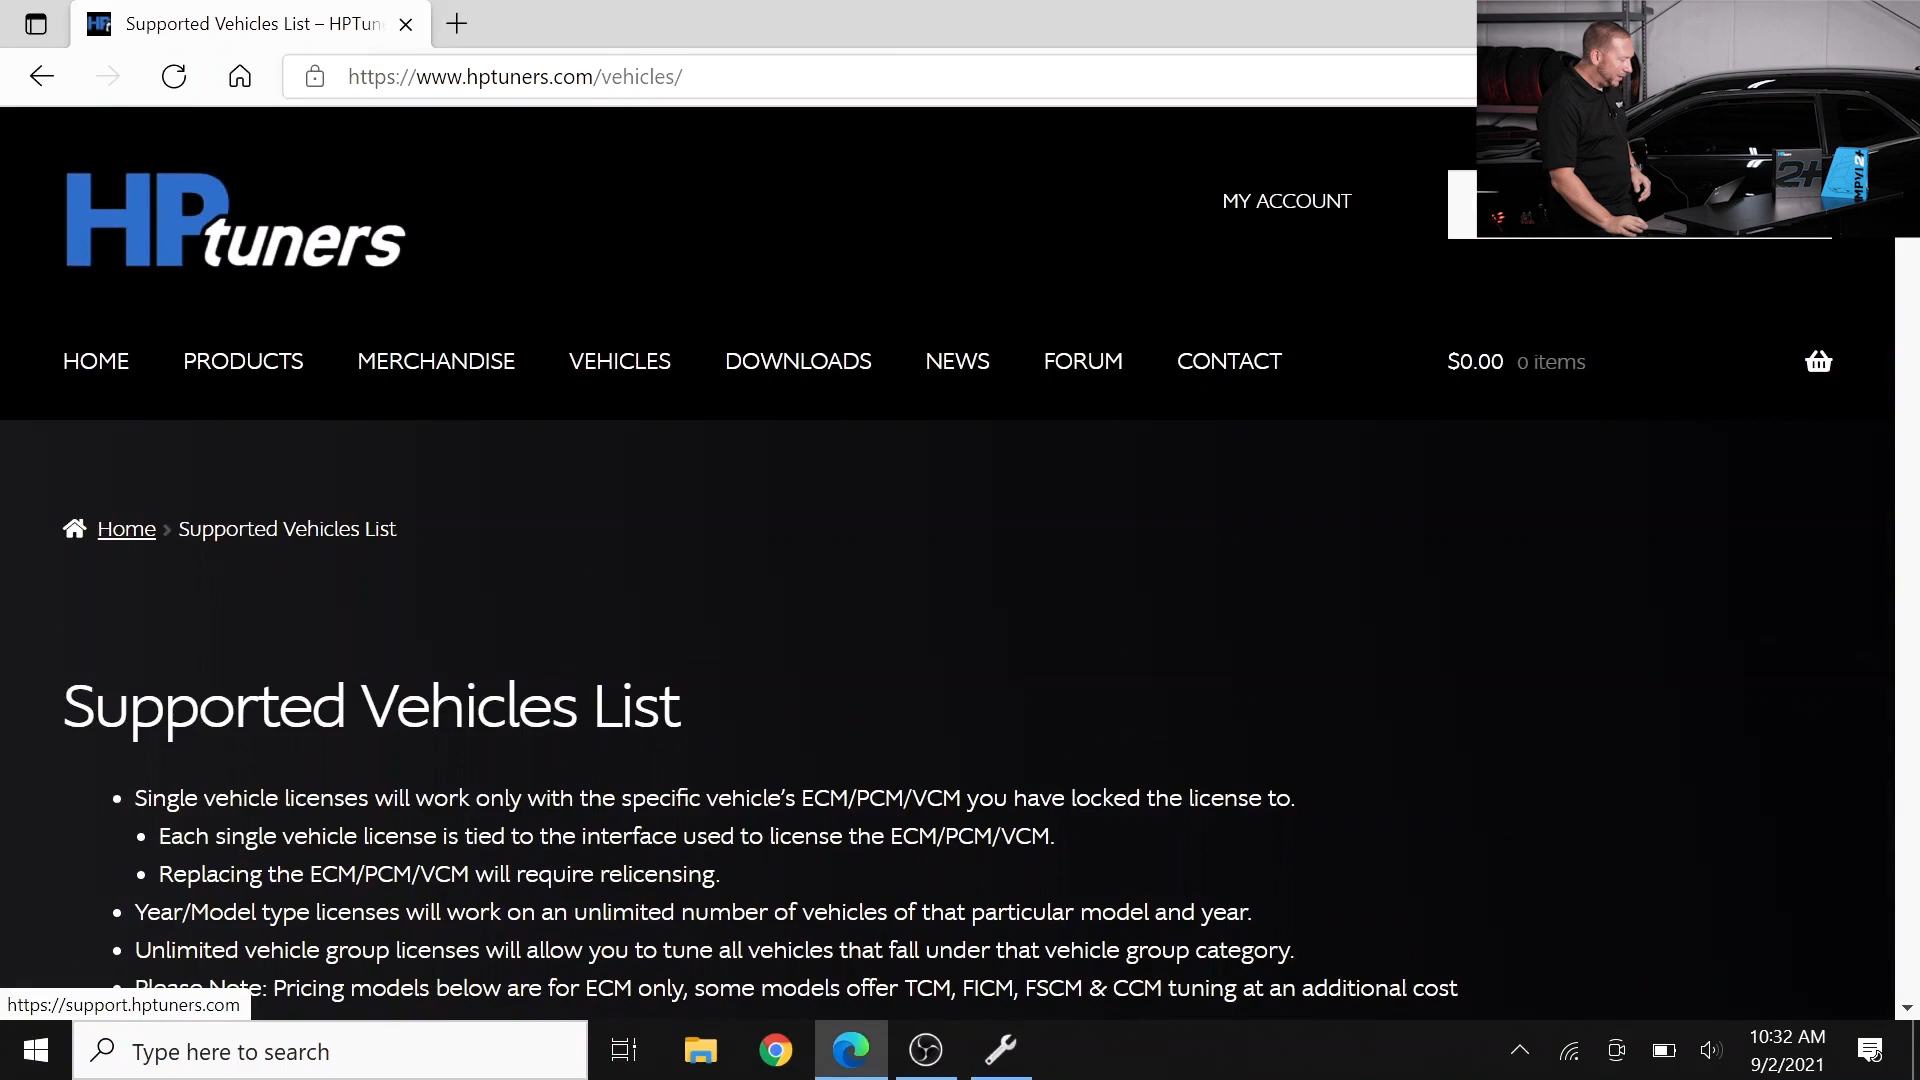 Supported Vehicles List – HPTun
https://www.hptuners.com/vehicles/
HPtuners
MY ACCOUNT
2+
MPVI2+
HOME PRODUCTS MERCHANDISE VEHICLES DOWNLOADS NEWS FORUM CONTACT $0.00 0 items
Home › Supported Vehicles List
Supported Vehicles List
• Single vehicle licenses will work only with the specific vehicle’s ECM/PCM/VCM you have locked the license to.
• Each single vehicle license is tied to the interface used to license the ECM/PCM/VCM.
• Replacing the ECM/PCM/VCM will require relicensing.
• Year/Model type licenses will work on an unlimited number of vehicles of that particular model and year.
• Unlimited vehicle group licenses will allow you to tune all vehicles that fall under that vehicle group category.
• Please Note: Pricing models below are for ECM only, some models offer TCM, FICM, FSCM & CCM tuning at an additional cost
https://support.hptuners.com
Type here to search
10:32 AM
9/2/2021